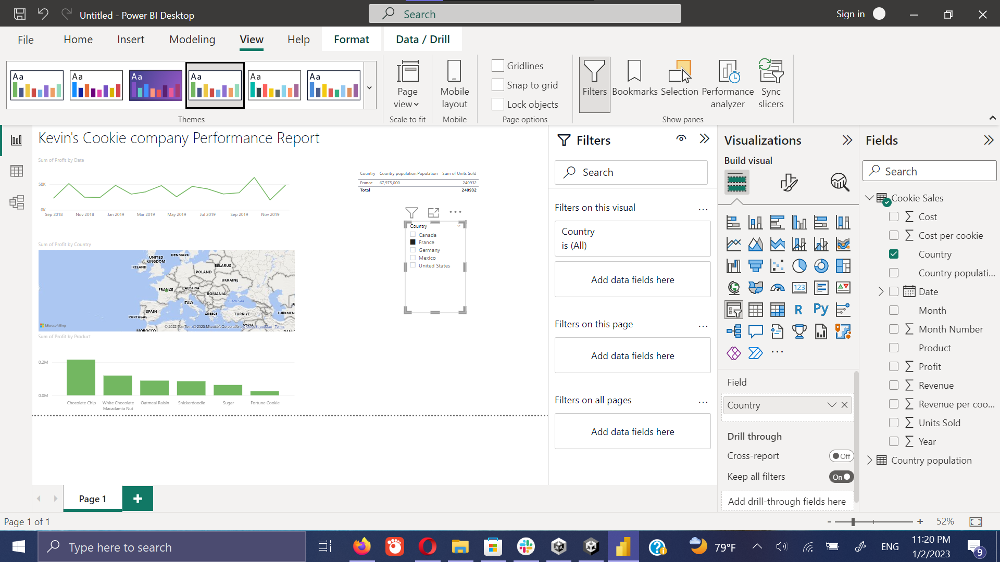 Untitled - Power BI Desktop
Search
Sign in
File
Home
Insert
Modeling
View
Help
Format
Data / Drill
Aa
Aa
Aa
Aa
Aa
Aa
Themes
Page
view
Scale to fit
Mobile
layout
Mobile
Gridlines
Snap to grid
Lock objects
Page options
Filters
Bookmarks
Selection
Performance
analyzer
Sync
slicers
Show panes
Kevin's Cookie company Performance Report
Sum of Profit by Date
50K
0K
Sep 2018
Nov 2018
Jan 2019
Mar 2019
May 2019
Jul 2019
Sep 2019
Nov 2019
Country Country population.Population Sum of Units Sold
France 67,975,000 240932
Total 240932
Country
Canada
France
Germany
Mexico
United States
Sum of Profit by Country
UNITED
KINGDOM
DENMARK
IRELAND
BELARUS
POLAND
UKRAINE
FRANCE
AUSTRIA
ROMANIA
ITALY
Black Sea
SPAIN
PORTUGAL
GREECE
TÜRKIYE
TURKMEN
SYRIA
MOROCCO
Microsoft Bing
© 2022 TomTom, © 2023 Microsoft Corporation, © OpenStreetMap Terms
Sum of Profit by Product
0.2M
0.0M
Chocolate Chip
White Chocolate
Macadamia Nut
Oatmeal Raisin
Snickerdoodle
Sugar
Fortune Cookie
Filters
Search
Filters on this visual
...
Country
is (All)
Add data fields here
Filters on this page
...
Add data fields here
Filters on all pages
...
Add data fields here
Visualizations
Build visual
123
R
Py
...
Field
Country
Drill through
Cross-report
Off
Keep all filters
On
Add drill-through fields here
Fields
Search
Cookie Sales
Cost
Cost per cookie
Country
Country populati...
Date
Month
Month Number
Product
Profit
Revenue
Revenue per coo...
Units Sold
Year
Country population
Page 1
Page 1 of 1
- + 52%
Type here to search
79°F
ENG
11:20 PM
1/2/2023
9